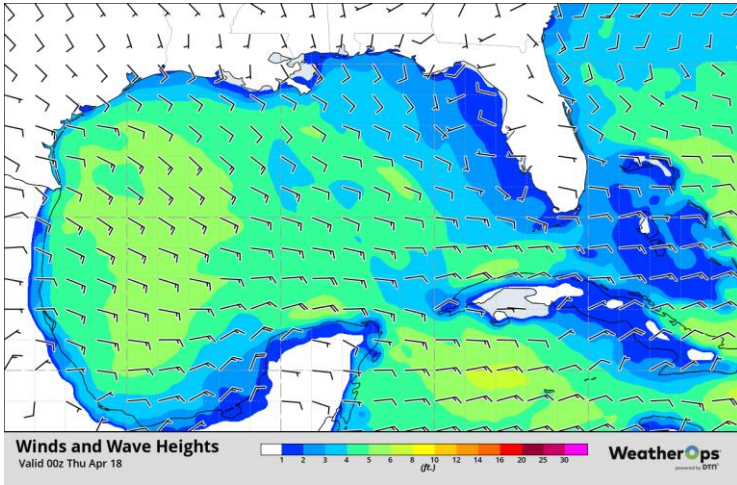 Winds and Wave Heights
Valid 00z Thu Apr 18
1 2 3 4 5 6 8 10 12 14 16 20 25 30
(ft.)
WeatherOps
powered by DTN